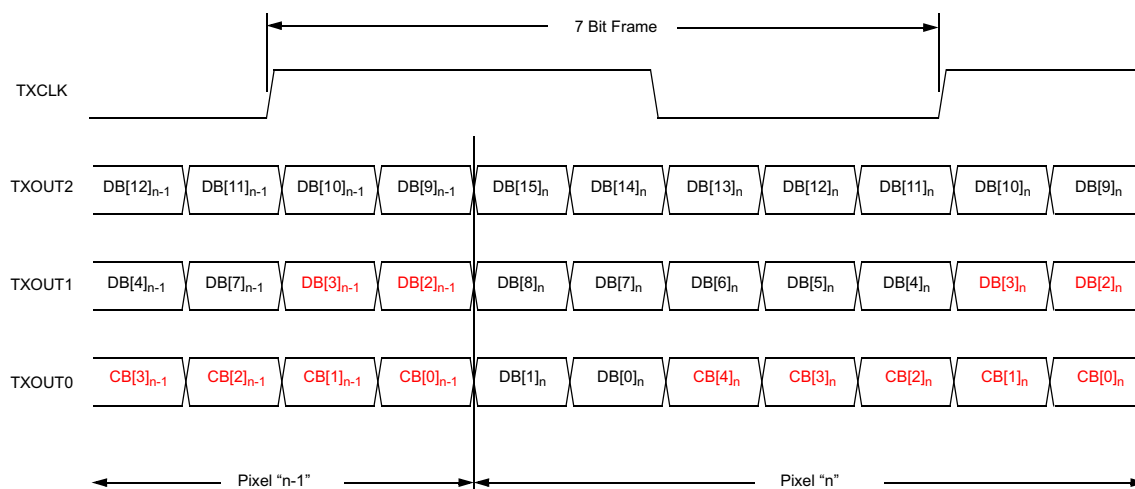 7 Bit Frame
TXCLK
TXOUT2 DB[12]n-1 DB[11]n-1 DB[10]n-1 DB[9]n-1 DB[15]n DB[14]n DB[13]n DB[12]n DB[11]n DB[10]n DB[9]n
TXOUT1 DB[4]n-1 DB[7]n-1 DB[3]n-1 DB[2]n-1 DB[8]n DB[7]n DB[6]n DB[5]n DB[4]n DB[3]n DB[2]n
TXOUT0 CB[3]n-1 CB[2]n-1 CB[1]n-1 CB[0]n-1 DB[1]n DB[0]n CB[4]n CB[3]n CB[2]n CB[1]n CB[0]n
Pixel “n-1” Pixel “n”